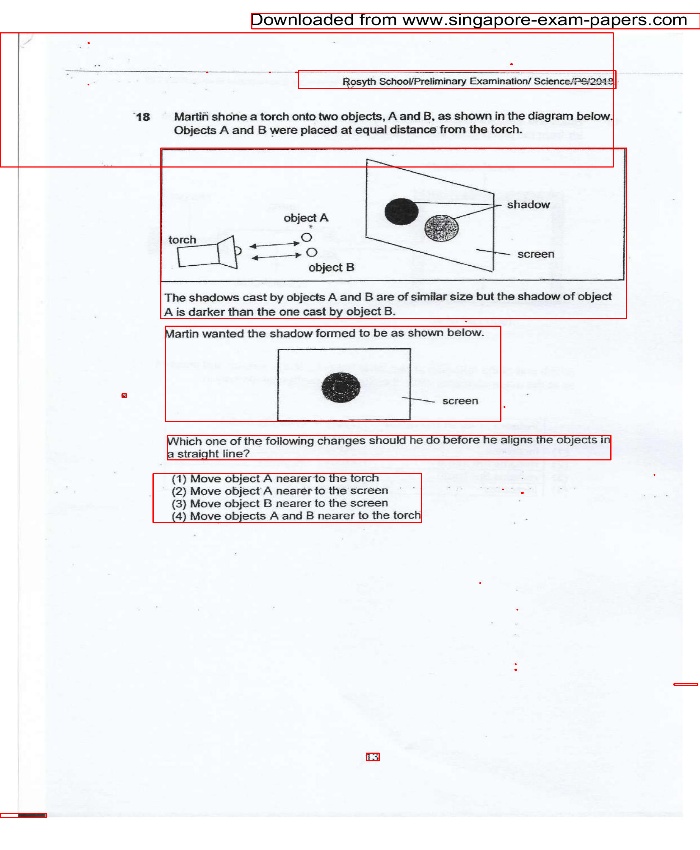 Downloaded from www.singapore-exam-papers.com
Rosyth School/Preliminary Examination/ Science/P6/2018
18 Martin shone a torch onto two objects, A and B, as shown in the diagram below.
Objects A and B were placed at equal distance from the torch.
shadow
object A
torch
screen
object B
The shadows cast by objects A and B are of similar size but the shadow of object
A is darker than the one cast by object B.
Martin wanted the shadow formed to be as shown below.
screen
Which one of the following changes should he do before he aligns the objects in
a straight line?
(1) Move object A nearer to the torch
(2) Move object A nearer to the screen
(3) Move object B nearer to the screen
(4) Move objects A and B nearer to the torch
13